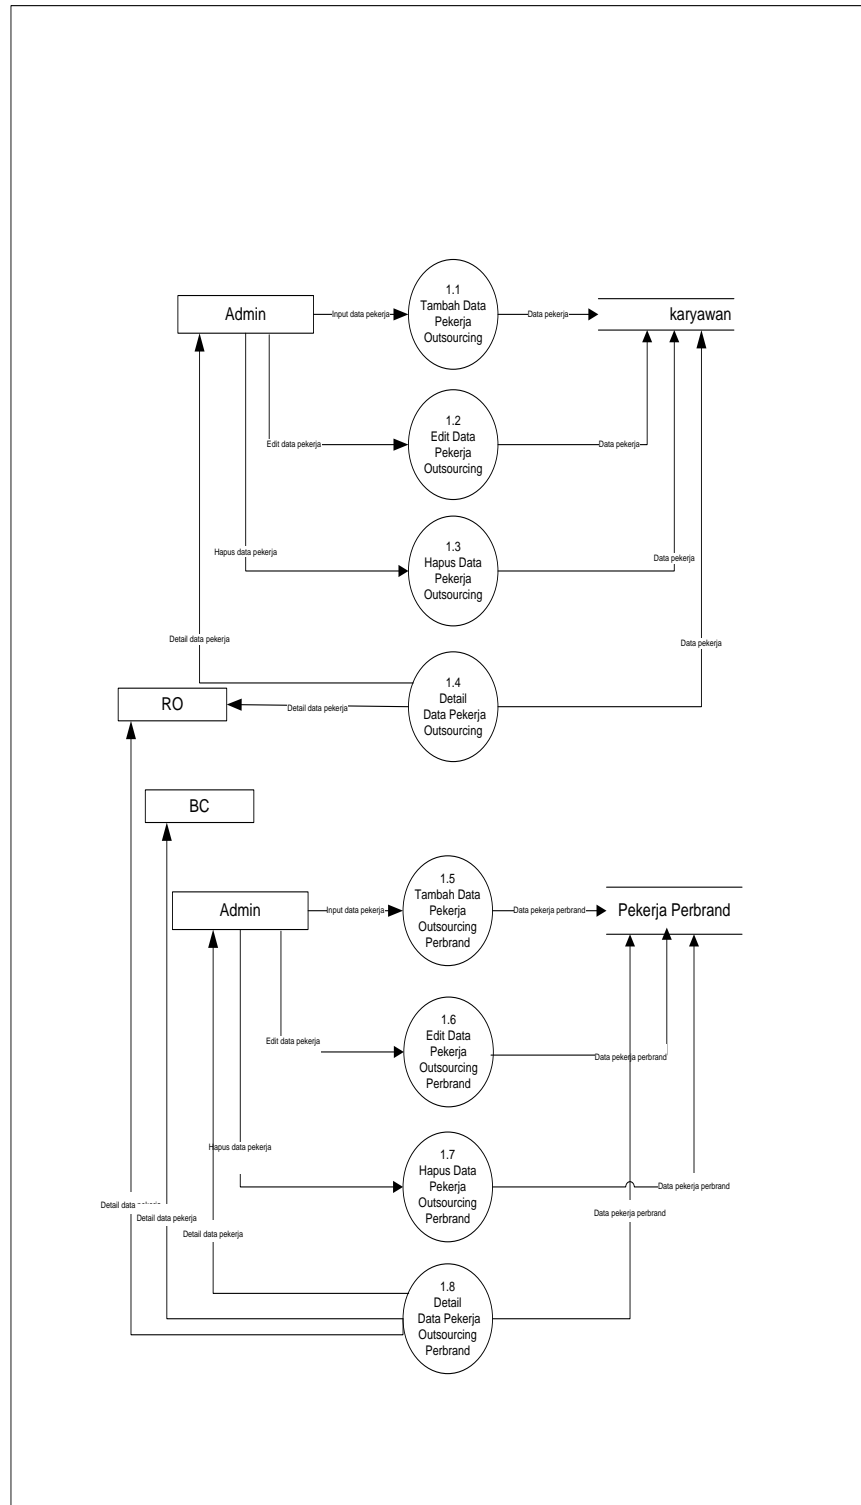 1.1
Tambah Data
Pekerja
Outsourcing
Admin
Input data pekerja
Data pekerja
karyawan
1.2
Edit Data
Pekerja
Outsourcing
Edit data pekerja
Data pekerja
1.3
Hapus Data
Pekerja
Outsourcing
Hapus data pekerja
Data pekerja
Detail data pekerja
Data pekerja
1.4
Detail
Data Pekerja
Outsourcing
RO
Detail data pekerja
BC
1.5
Tambah Data
Pekerja
Outsourcing
Perbrand
Admin
Input data pekerja
Data pekerja perbrand
Pekerja Perbrand
1.6
Edit Data
Pekerja
Outsourcing
Perbrand
Edit data pekerja
Data pekerja perbrand
1.7
Hapus Data
Pekerja
Outsourcing
Perbrand
Hapus data pekerja
Data pekerja perbrand
Detail data pekerja
Detail data pekerja
Data pekerja perbrand
Detail data pekerja
1.8
Detail
Data Pekerja
Outsourcing
Perbrand